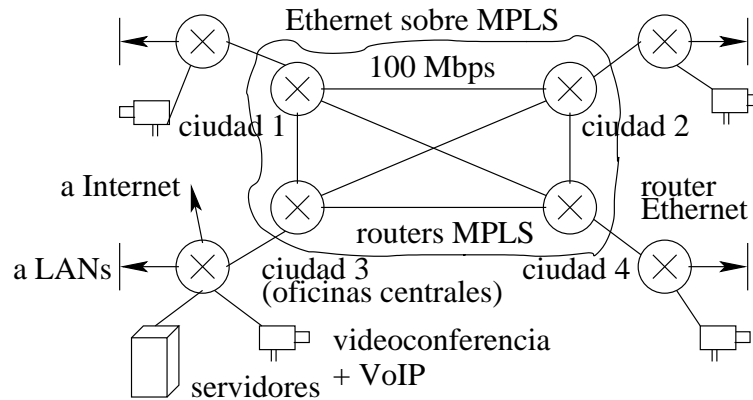 Ethernet sobre MPLS
100 Mbps
ciudad 1
ciudad 2
a Internet
router
Ethernet
routers MPLS
a LANs
ciudad 3
(oficinas centrales)
ciudad 4
videoconferencia
+ VoIP
servidores